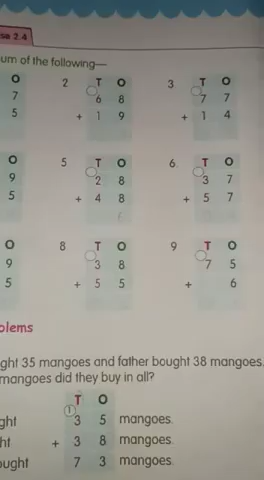 2.4
um of the following—
O 2 T O 3 T O
7 6 8 7 7
5 + 1 9 + 1 4
O 5 T O 6. T O
9 2 8 3 7
5 + 4 8 + 5 7
O 8 T O 9 T O
9 3 8 7 5
5 + 5 5 + 6
blems
ght 35 mangoes and father bought 38 mangoes.
mangoes did they buy in all?
T O
1
ght 3 5 mangoes.
ht + 3 8 mangoes.
ought 7 3 mangoes.